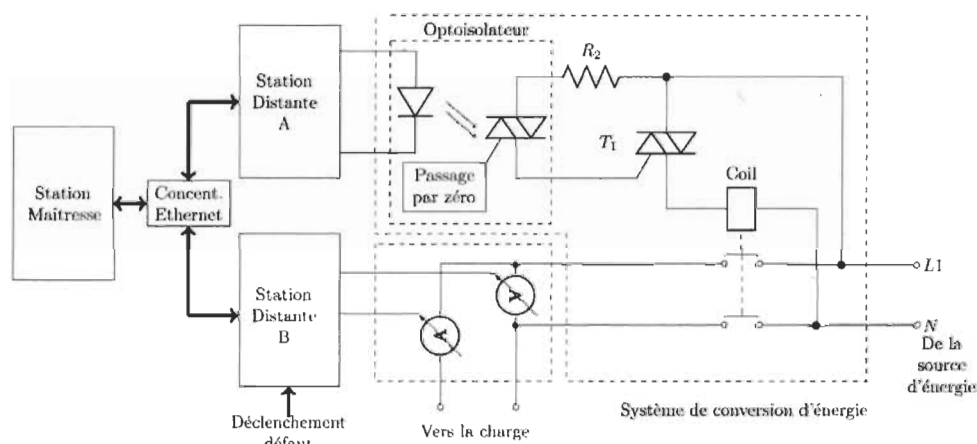 Optoisolateur
R2
Station
Distante
A
T1
Coil
Passage
par zéro
Station
Maitresse
Concent.
Ethernet
L1
Station
Distante
B
A
A
N
De la
source
d'énergie
Système de conversion d'énergie
Déclenchement
défaut
Vers la charge